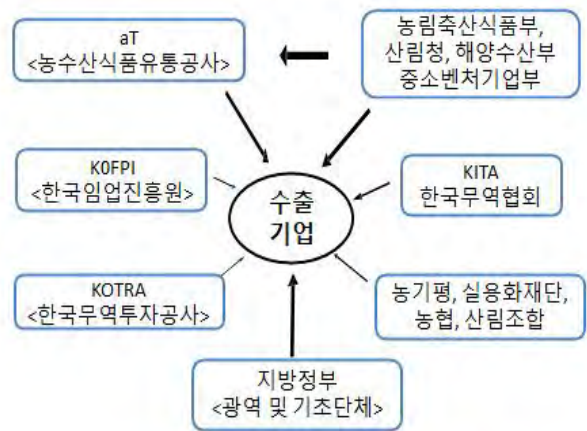 aT
<농수산식품유통공사>
농림축산식품부,
산림청, 해양수산부
중소벤처기업부
K0FPI
<한국임업진흥원>
수출
기업
KITA
한국무역협회
KOTRA
<한국무역투자공사>
농기평, 실용화재단,
농협, 산림조합
지방정부
<광역 및 기초단체>